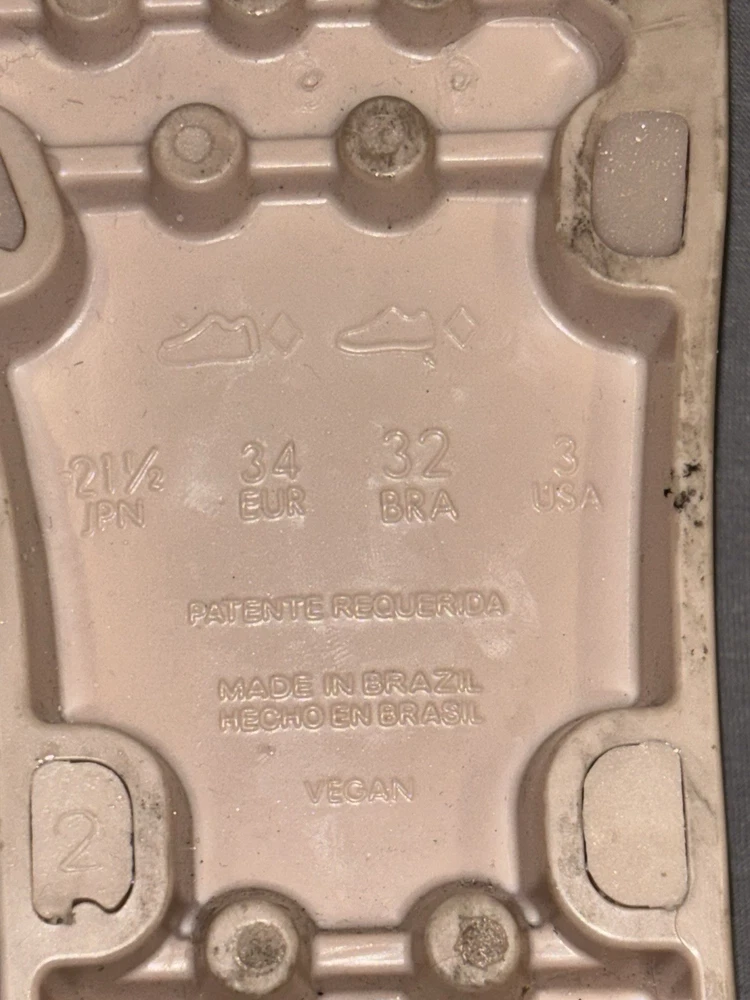 21½ 34 32 3
JPN EUR BRA USA
PATENTE REQUERIDA
MADE IN BRAZIL
HECHO EN BRASIL
VEGAN
2